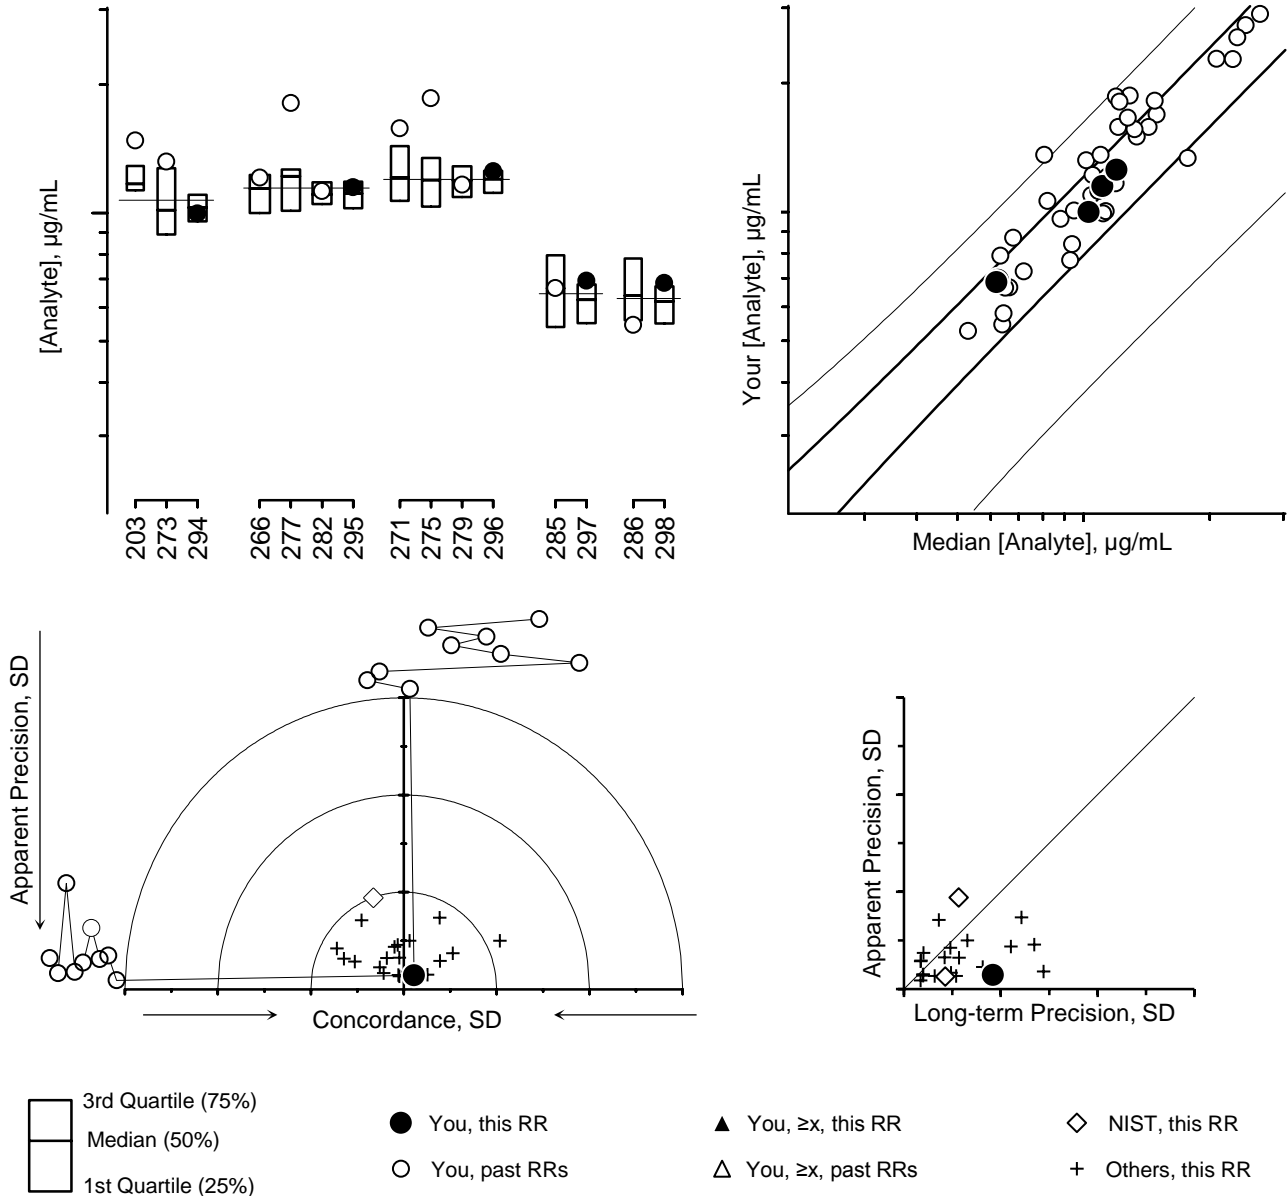 [Analyte], µg/mL
203
273
294
266
277
282
295
271
275
279
296
285
297
286
298
Your [Analyte], µg/mL
Median [Analyte], µg/mL
Apparent Precision, SD
Concordance, SD
Apparent Precision, SD
Long-term Precision, SD
3rd Quartile (75%)
Median (50%)
1st Quartile (25%)
You, this RR
You, past RRs
You, ≥x, this RR
You, ≥x, past RRs
NIST, this RR
Others, this RR